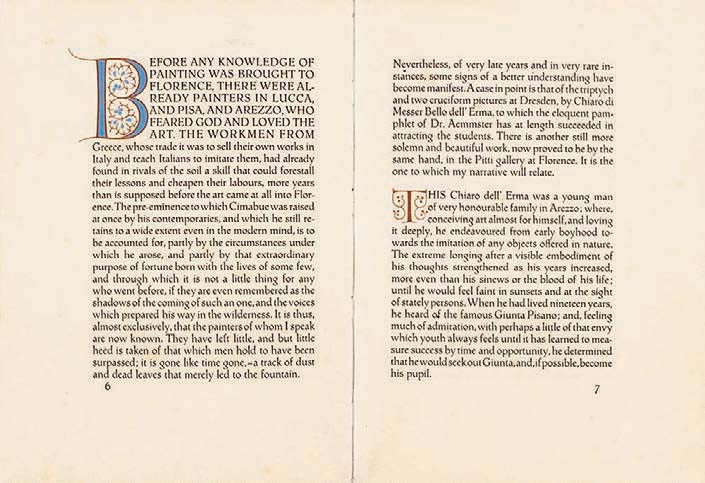 BEFORE ANY KNOWLEDGE OF
PAINTING WAS BROUGHT TO
FLORENCE, THERE WERE AL-
READY PAINTERS IN LUCCA,
AND PISA, AND AREZZO, WHO
FEARED GOD AND LOVED THE
ART. THE WORKMEN FROM
Greece, whose trade it was to sell their own works in
Italy and teach Italians to imitate them, had already
found in rivals of the soil a skill that could forestall
their lessons and cheapen their labours, more years
than is supposed before the art came at all into Flor-
ence. The pre-eminence to which Cimabue was raised
at once by his contemporaries, and which he still re-
tains to a wide extent even in the modern mind, is to
be accounted for, partly by the circumstances under
which he arose, and partly by that extraordinary
purpose of fortune born with the lives of some few,
and through which it is not a little thing for any
who went before, if they are even remembered as the
shadows of the coming of such an one, and the voices
which prepared his way in the wilderness. It is thus,
almost exclusively, that the painters of whom I speak
are now known. They have left little, and but little
heed is taken of that which men hold to have been
surpassed; it is gone like time gone,–a track of dust
and dead leaves that merely led to the fountain.
6
Nevertheless, of very late years and in very rare in-
stances, some signs of a better understanding have
become manifest. A case in point is that of the triptych
and two cruciform pictures at Dresden, by Chiaro di
Messer Bello dell' Erma, to which the eloquent pam-
phlet of Dr. Aemmster has at length succeeded in
attracting the students. There is another still more
solemn and beautiful work, now proved to be by the
same hand, in the Pitti gallery at Florence. It is the
one to which my narrative will relate.
THIS Chiaro dell' Erma was a young man
of very honourable family in Arezzo; where,
conceiving art almost for himself, and loving
it deeply, he endeavoured from early boyhood to-
wards the imitation of any objects offered in nature.
The extreme longing after a visible embodiment of
his thoughts strengthened as his years increased,
more even than his sinews or the blood of his life;
until he would feel faint in sunsets and at the sight
of stately persons. When he had lived nineteen years,
he heard of the famous Giunta Pisano; and, feeling
much of admiration, with perhaps a little of that envy
which youth always feels until it has learned to mea-
sure success by time and opportunity, he determined
that he would seek out Giunta, and, if possible, become
his pupil.
7